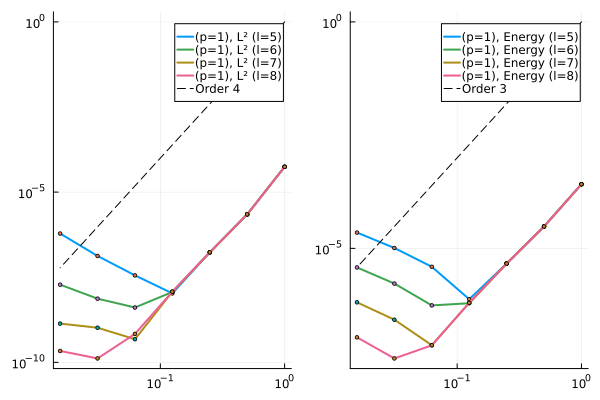 10⁰
10⁻⁵
10⁻¹⁰
10⁻¹
10⁰
(p=1), L² (l=5)
(p=1), L² (l=6)
(p=1), L² (l=7)
(p=1), L² (l=8)
Order 4
10⁰
10⁻⁵
10⁻¹
10⁰
(p=1), Energy (l=5)
(p=1), Energy (l=6)
(p=1), Energy (l=7)
(p=1), Energy (l=8)
Order 3